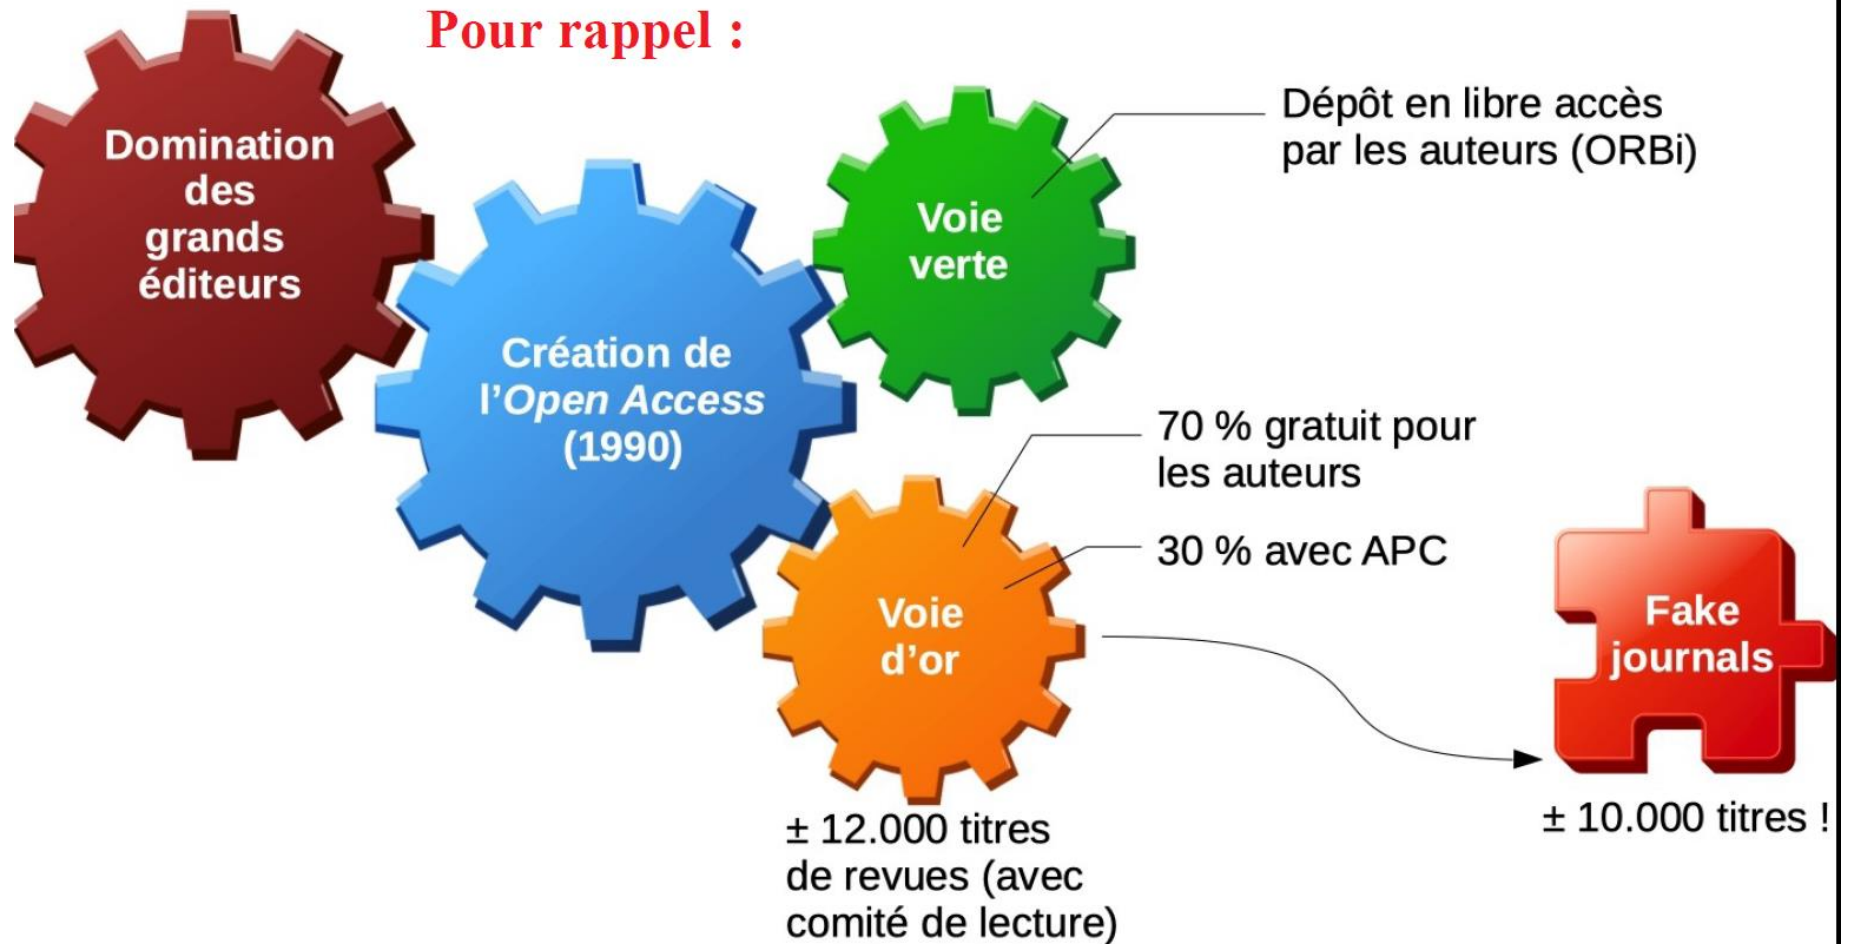 Pour rappel :
Domination
des
grands
éditeurs
Création de
l’Open Access
(1990)
Voie
verte
Dépôt en libre accès
par les auteurs (ORBi)
70 % gratuit pour
les auteurs
30 % avec APC
Voie
d’or
± 12.000 titres
de revues (avec
comité de lecture)
Fake
journals
± 10.000 titres !